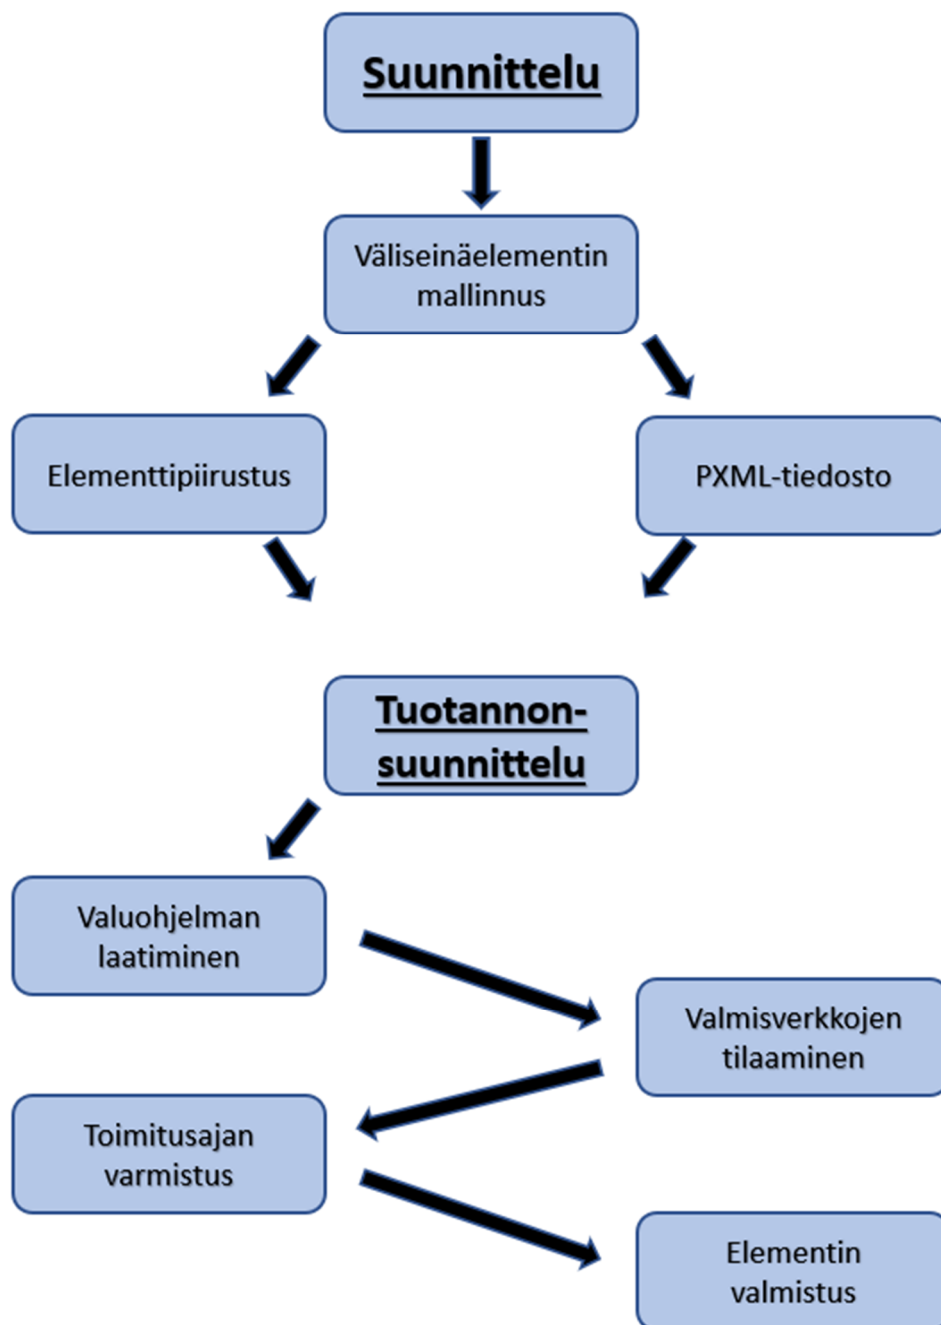 Suunnittelu
Väliseinäelementin
mallinnus
Elementtipiirustus
PXML-tiedosto
Tuotannon-
suunnittelu
Valuohjelman
laatiminen
Valmisverkkojen
tilaaminen
Toimitusajan
varmistus
Elementin
valmistus